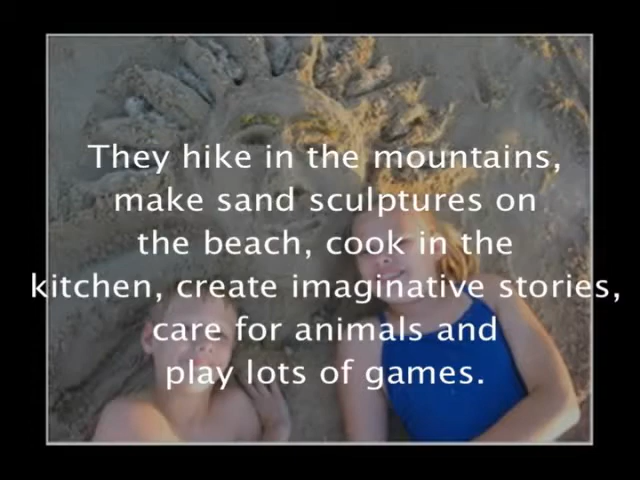 They hike in the mountains,
make sand sculptures on
the beach, cook in the
kitchen, create imaginative stories,
care for animals and
play lots of games.